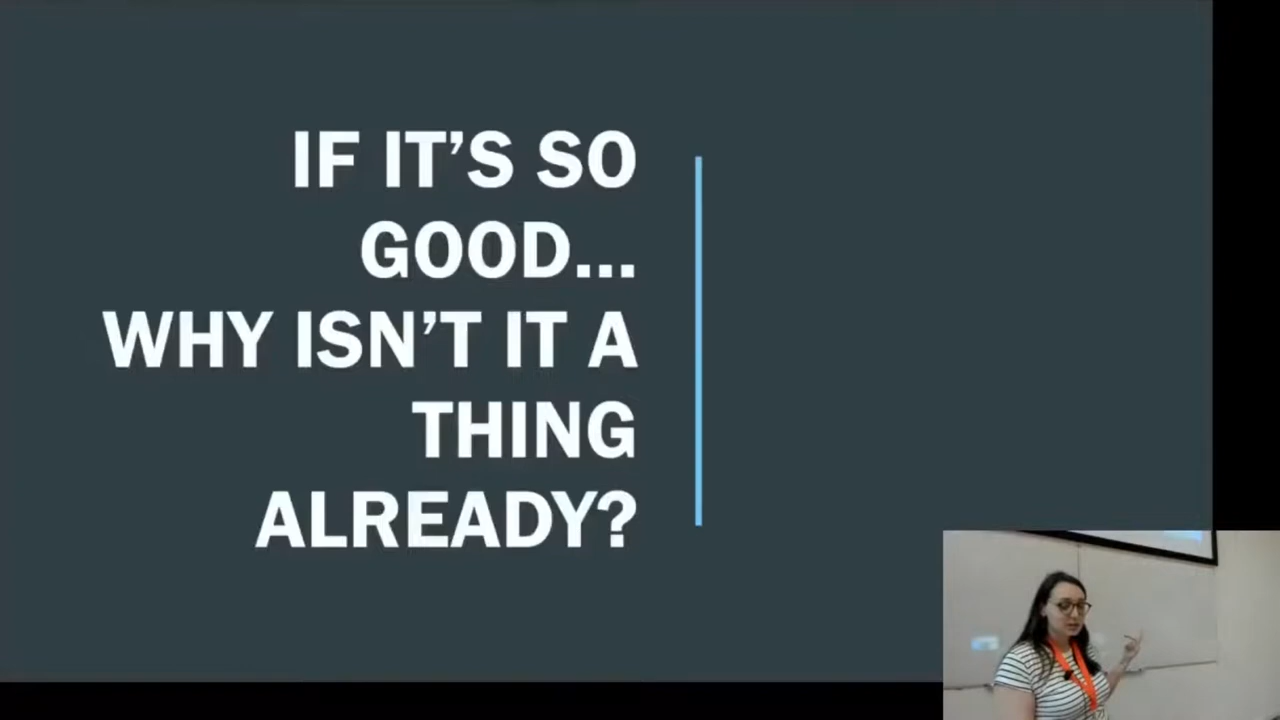 IF IT’S SO
GOOD...
WHY ISN’T IT A
THING
ALREADY?